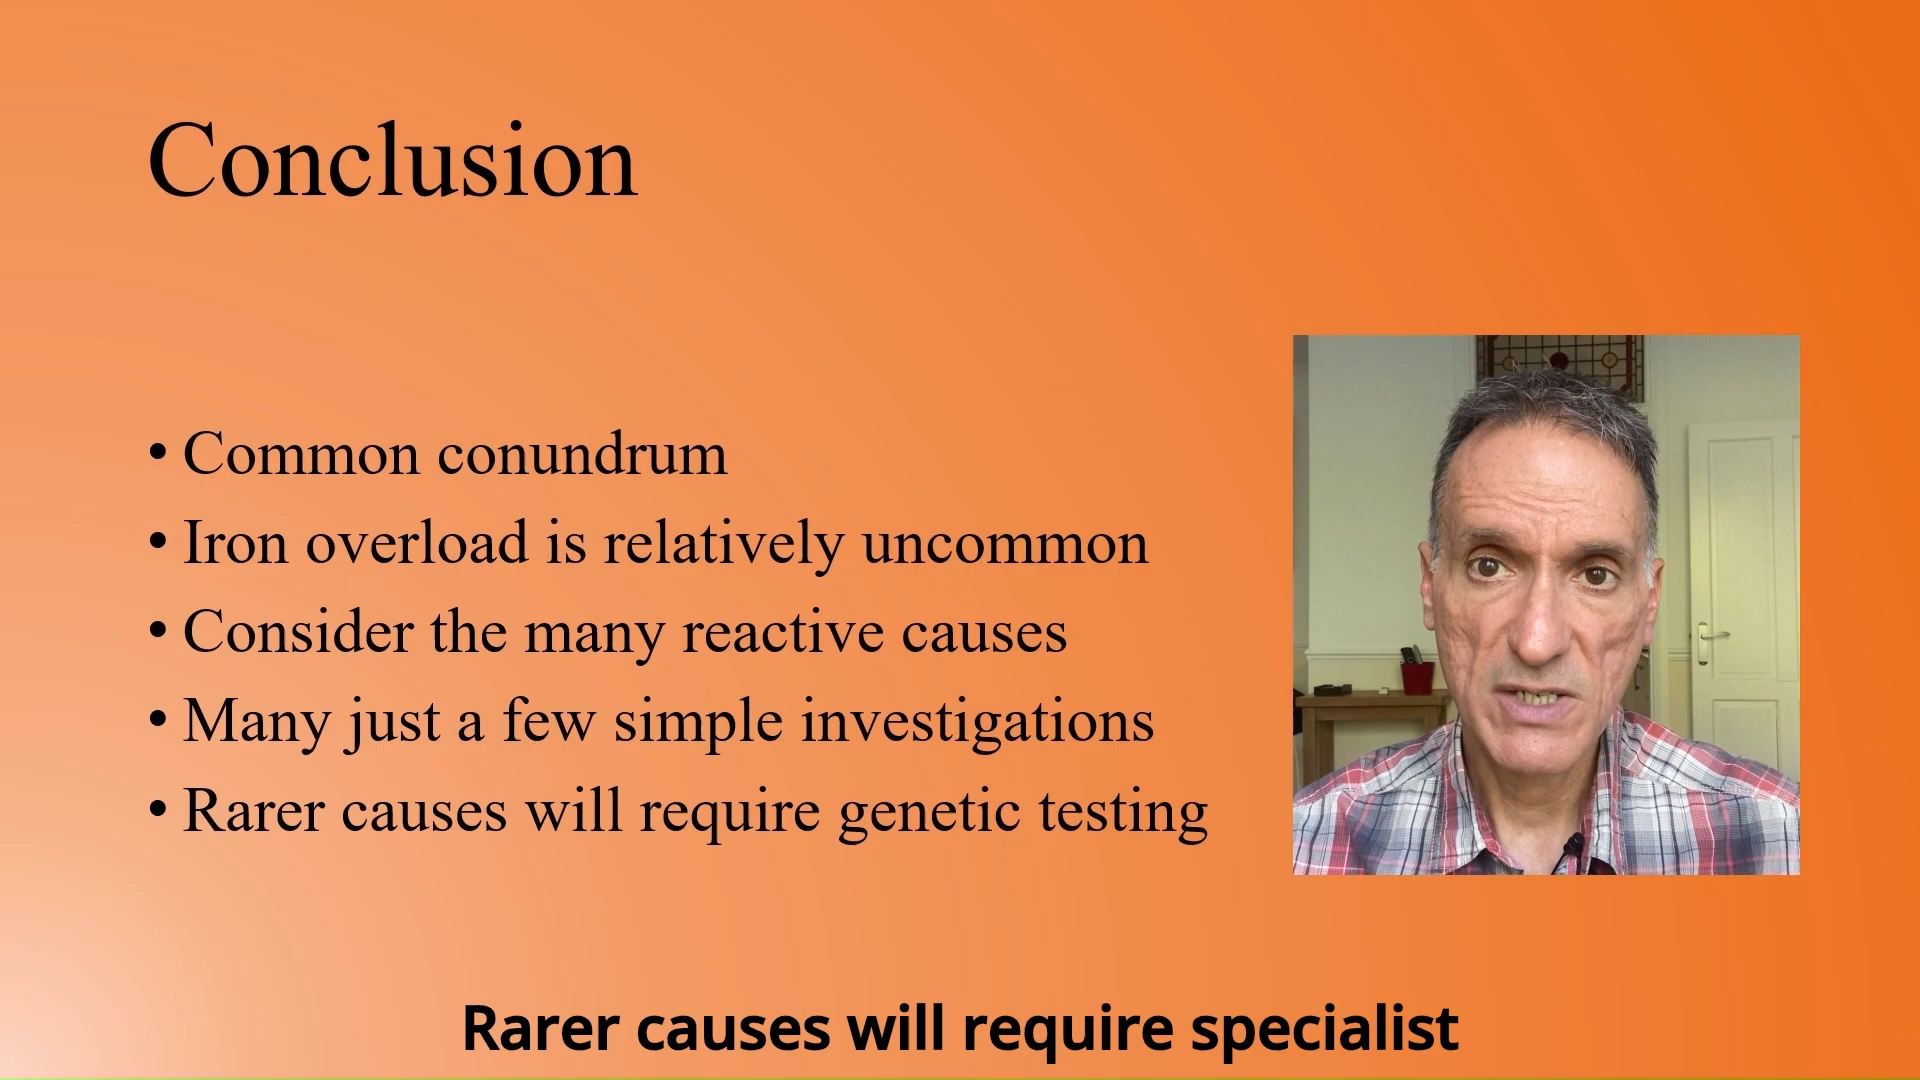 Conclusion
• Common conundrum
• Iron overload is relatively uncommon
• Consider the many reactive causes
• Many just a few simple investigations
• Rarer causes will require genetic testing
Rarer causes will require specialist